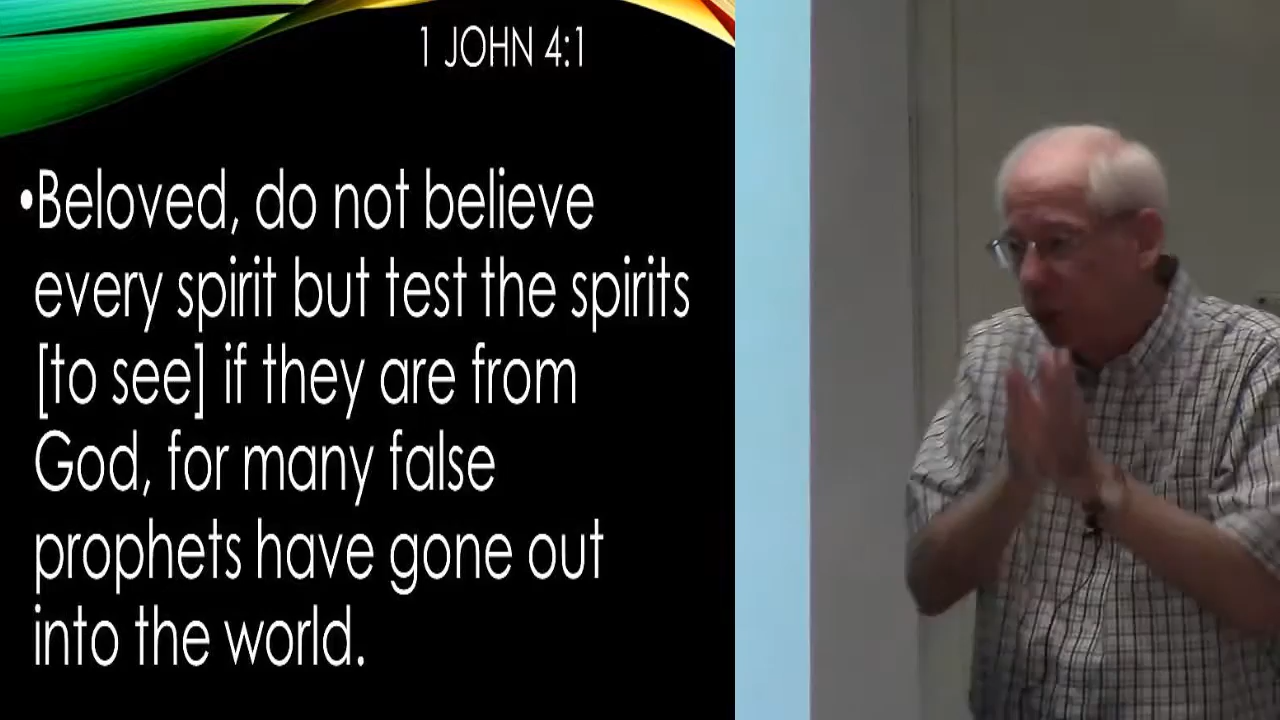 1 JOHN 4:1
•Beloved, do not believe
every spirit but test the spirits
[to see] if they are from
God, for many false
prophets have gone out
into the world.